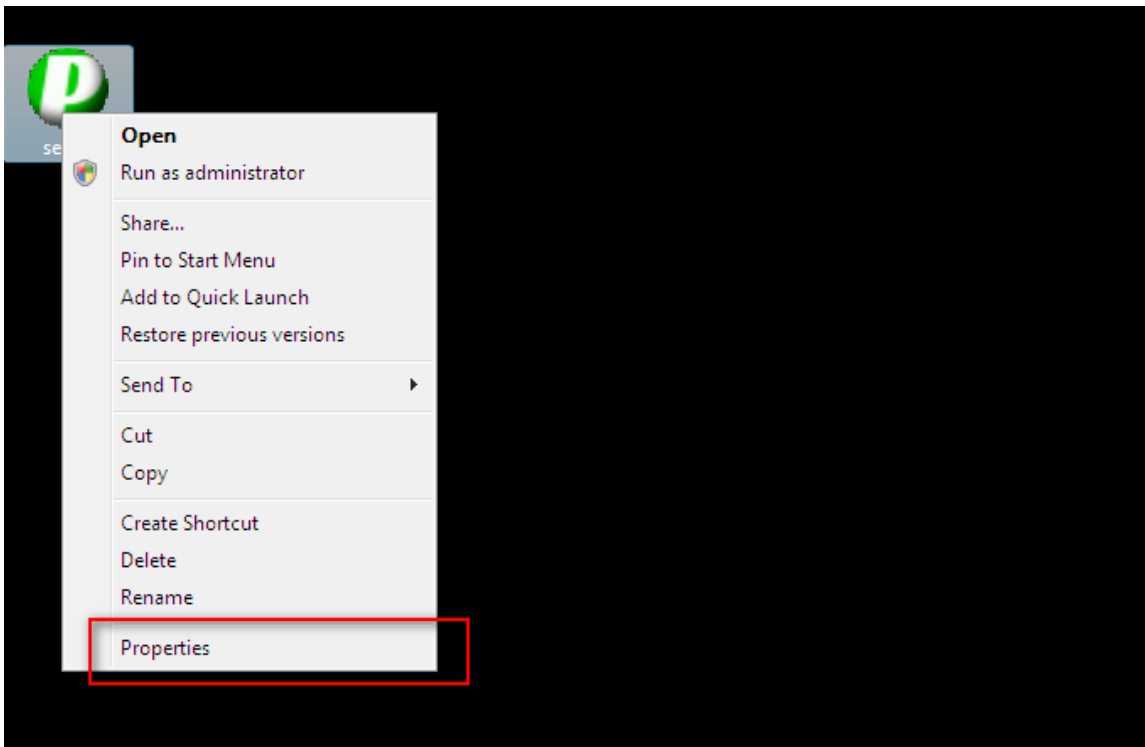 P
se
Open
Run as administrator
Share...
Pin to Start Menu
Add to Quick Launch
Restore previous versions
Send To
Cut
Copy
Create Shortcut
Delete
Rename
Properties